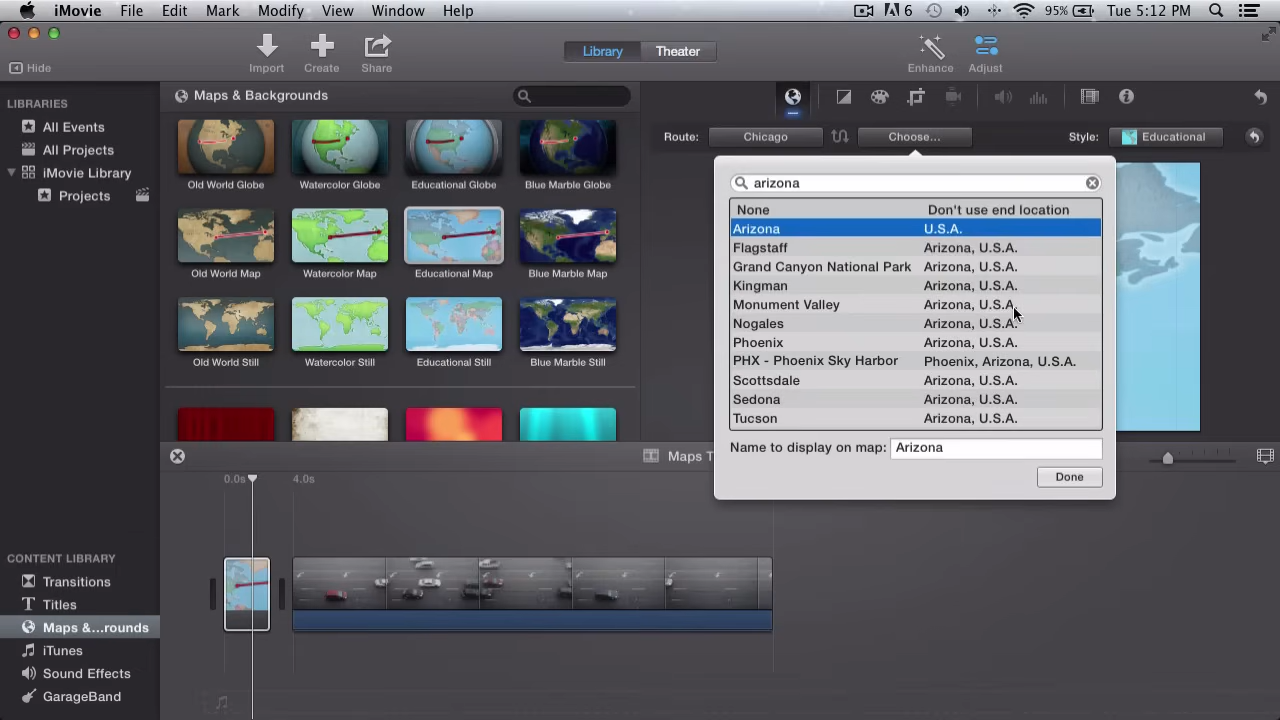 iMovie File Edit Mark Modify View Window Help 6 95% Tue 5:12 PM
Hide Import Create Share Library Theater Enhance Adjust
LIBRARIES
All Events
All Projects
iMovie Library
Projects
Maps & Backgrounds
Old World Globe Watercolor Globe Educational Globe Blue Marble Globe
Old World Map Watercolor Map Educational Map Blue Marble Map
Old World Still Watercolor Still Educational Still Blue Marble Still
Route: Chicago Choose... Style: Educational
arizona
None Don't use end location
Arizona U.S.A.
Flagstaff Arizona, U.S.A.
Grand Canyon National Park Arizona, U.S.A.
Kingman Arizona, U.S.A.
Monument Valley Arizona, U.S.A.
Nogales Arizona, U.S.A.
Phoenix Arizona, U.S.A.
PHX - Phoenix Sky Harbor Phoenix, Arizona, U.S.A.
Scottsdale Arizona, U.S.A.
Sedona Arizona, U.S.A.
Tucson Arizona, U.S.A.
Name to display on map: Arizona
Done
Maps T
0.0s 4.0s
CONTENT LIBRARY
Transitions
Titles
Maps &...rounds
iTunes
Sound Effects
GarageBand